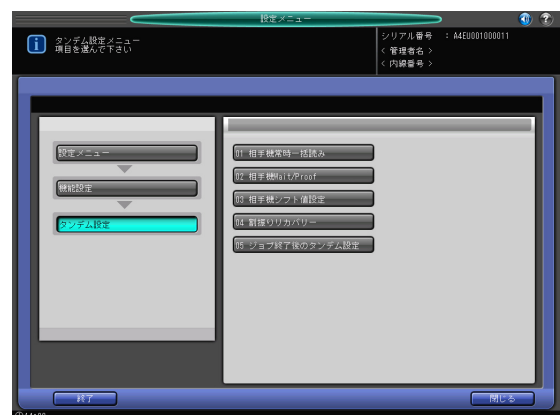 設定メニュー
タンデム設定メニュー
項目を選んで下さい
シリアル番号 : A4EU001000011
< 管理者名 >
< 内線番号 >
設定メニュー
機能設定
タンデム設定
01 相手機常時一括読み
02 相手機Wait/Proof
03 相手機シフト値設定
04 割振りリカバリー
05 ジョブ終了後のタンデム設定
終了
閉じる